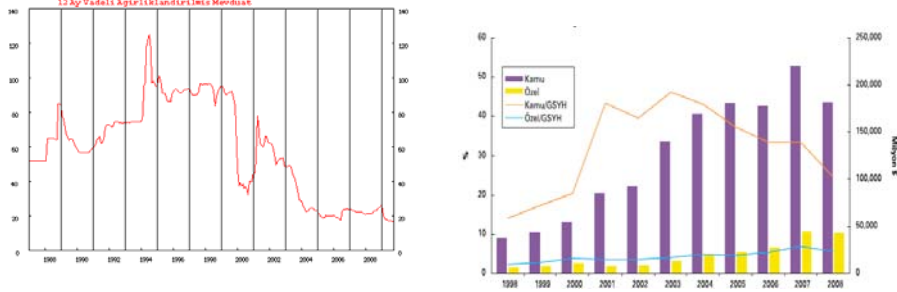 12 Ay Vadeli Agirliklandirilmis Mevduat
140 140
120 120
100 100
80 80
60 60
40 40
20 20
0 0
1988 1990 1992 1994 1996 1998 2000 2002 2004 2006 2008
60 250,000
50 200,000
40 150,000
30 100,000
20 50,000
10
0 0
%
Milyon $
Kamu
Özel
Kamu/GSYH
Özel/GSYH
1998 1999 2000 2001 2002 2003 2004 2005 2006 2007 2008